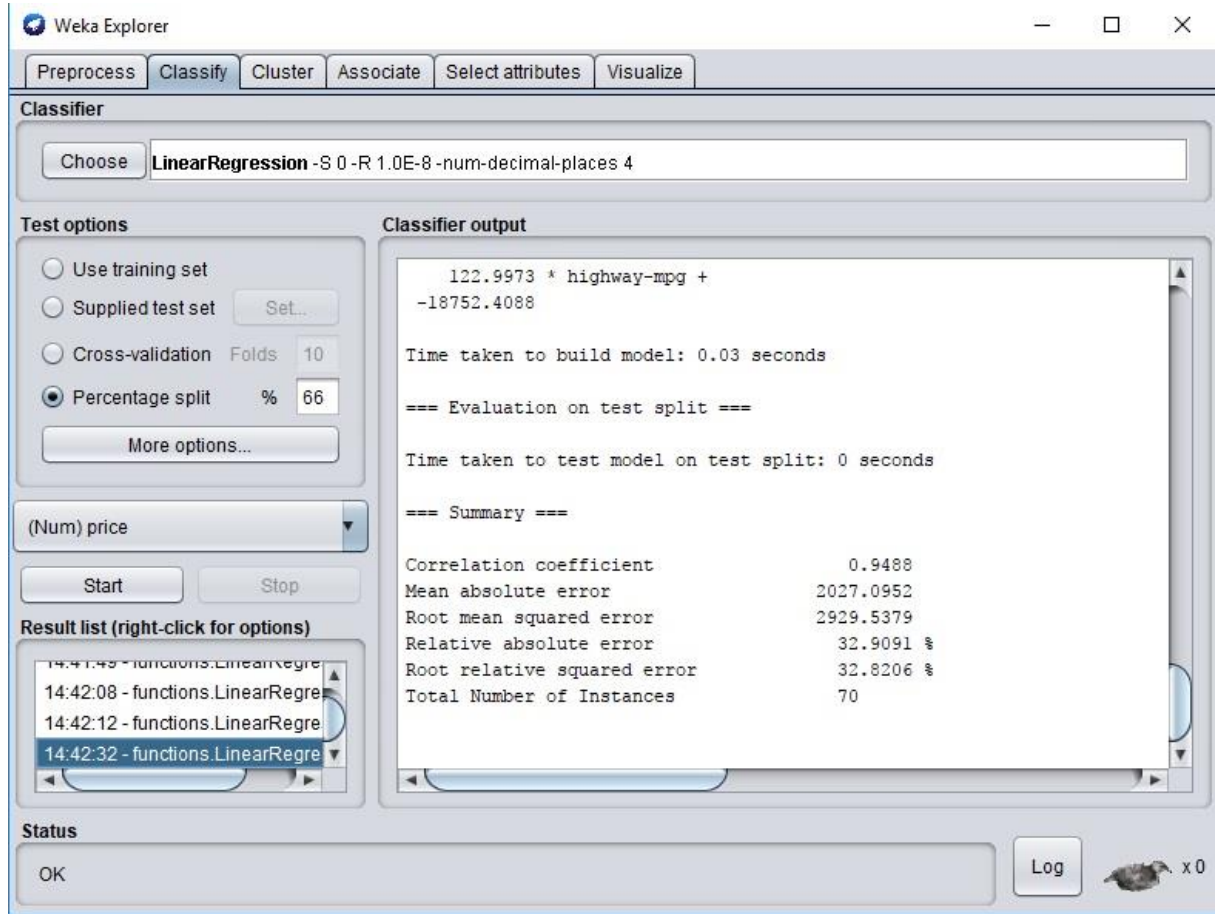 Weka Explorer
Preprocess Classify Cluster Associate Select attributes Visualize
Classifier
Choose LinearRegression -S 0 -R 1.0E-8 -num-decimal-places 4
Test options
Use training set
Supplied test set Set...
Cross-validation Folds 10
Percentage split % 66
More options...
(Num) price
Start Stop
Result list (right-click for options)
14:41:49 - functions.LinearRegre
14:42:08 - functions.LinearRegre
14:42:12 - functions.LinearRegre
14:42:32 - functions.LinearRegre
Classifier output
122.9973 * highway-mpg +
-18752.4088
Time taken to build model: 0.03 seconds
=== Evaluation on test split ===
Time taken to test model on test split: 0 seconds
=== Summary ===
Correlation coefficient 0.9488
Mean absolute error 2027.0952
Root mean squared error 2929.5379
Relative absolute error 32.9091 %
Root relative squared error 32.8206 %
Total Number of Instances 70
Status
OK
Log x 0